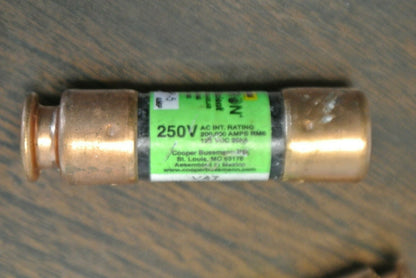 ON
250V
AC INT. RATING
200,000 AMPS RMS
125 VDC 20KA
Cooper Bussmann
St. Louis, MO 63178
Assembled in Mexico
www.cooperbussmann.com